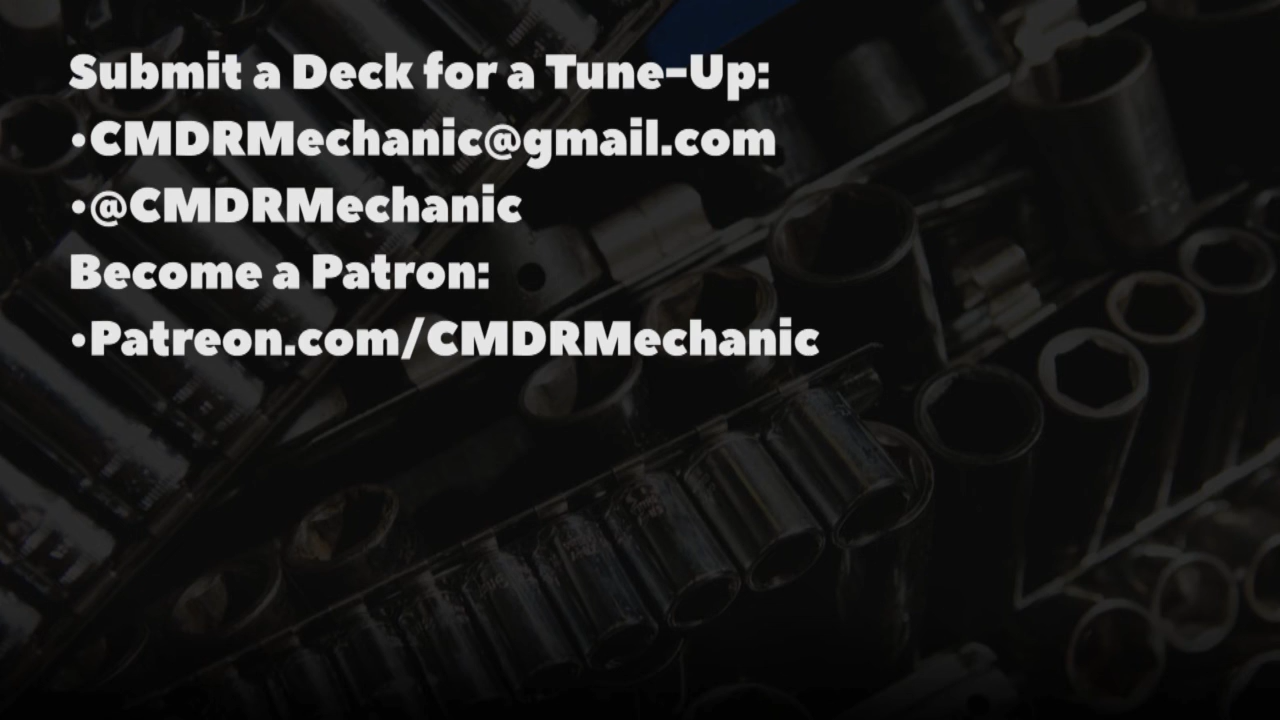 Submit a Deck for a Tune-Up:
•CMDRMechanic@gmail.com
•@CMDRMechanic
Become a Patron:
•Patreon.com/CMDRMechanic